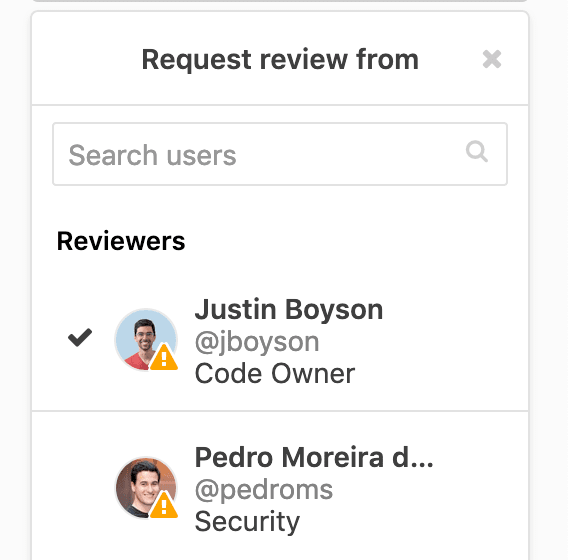 Request review from
Search users
Reviewers
Justin Boyson
@jboyson
Code Owner
Pedro Moreira d...
@pedroms
Security